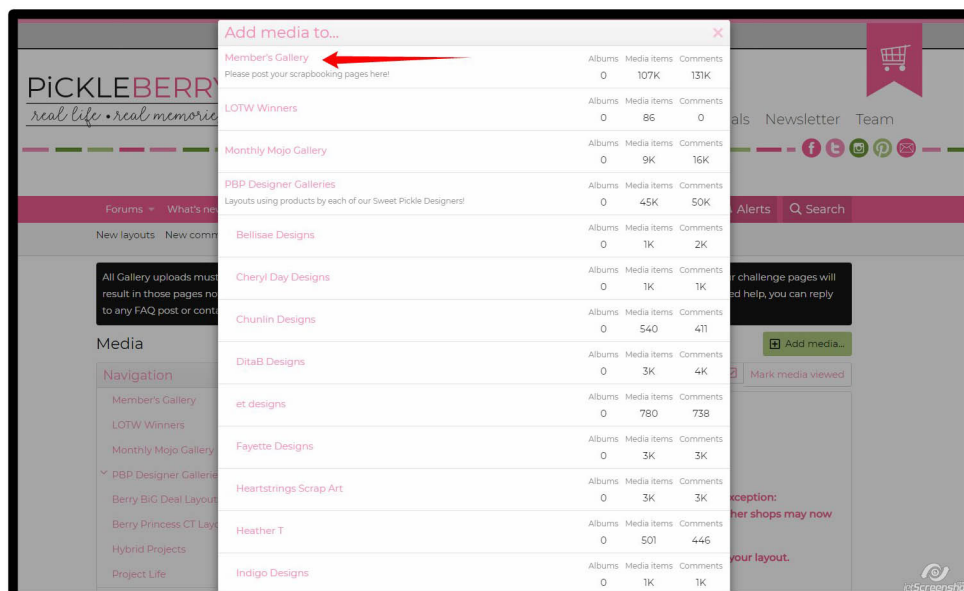 Add media to...
Member's Gallery
Please post your scrapbooking pages here!
Albums Media items Comments
0 107K 131K
LOTW Winners
Albums Media items Comments
0 86 0
Monthly Mojo Gallery
Albums Media items Comments
0 9K 16K
PBP Designer Galleries
Layouts using products by each of our Sweet Pickle Designers!
Albums Media items Comments
0 45K 50K
Bellisae Designs
Albums Media items Comments
0 1K 2K
Cheryl Day Designs
Albums Media items Comments
0 1K 1K
Chunlin Designs
Albums Media items Comments
0 540 411
DitaB Designs
Albums Media items Comments
0 3K 4K
et designs
Albums Media items Comments
0 780 738
Fayette Designs
Albums Media items Comments
0 3K 3K
Heartstrings Scrap Art
Albums Media items Comments
0 3K 3K
Heather T
Albums Media items Comments
0 501 446
Indigo Designs
Albums Media items Comments
0 1K 1K
PiCKLEBERRY
real life • real memorie
als Newsletter Team
Forums What's ne
Alerts Search
New layouts New comm
All Gallery uploads must
r challenge pages will
result in those pages no
ed help, you can reply
to any FAQ post or conta
Media
Add media...
Navigation
Mark media viewed
Member's Gallery
LOTW Winners
Monthly Mojo Gallery
PBP Designer Gallerie
Berry BiG Deal Layout
Berry Princess CT Layo
Hybrid Projects
Project Life
xception:
her shops may now
your layout.